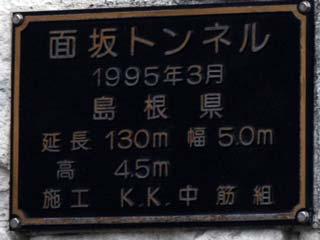 面坂トンネル
1995年3月
島根県
延長 130m 幅 5.0m
高 4.5m
施工 K.K.中筋組